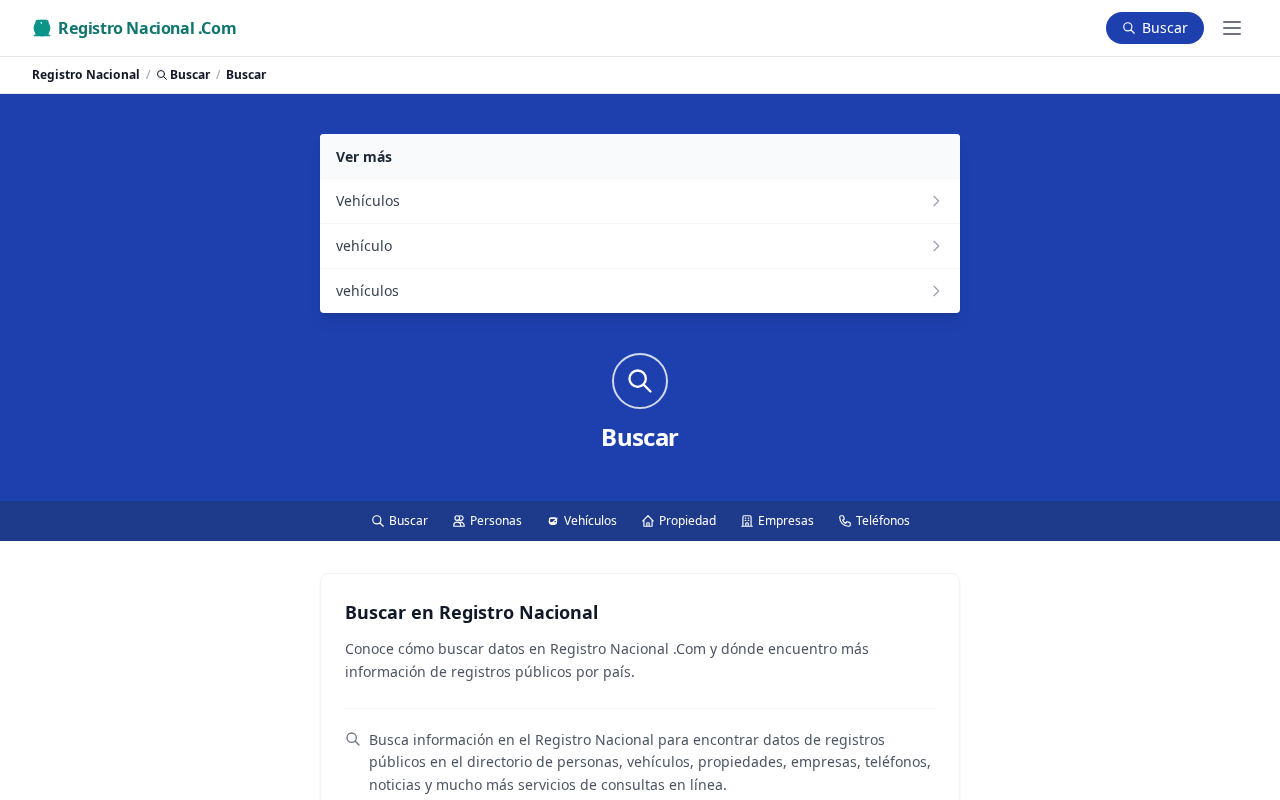 Registro Nacional .Com
Buscar
Registro Nacional / Buscar / Buscar
Ver más
Vehículos
vehículo
vehículos
Buscar
Buscar Personas Vehículos Propiedad Empresas Teléfonos
Buscar en Registro Nacional
Conoce cómo buscar datos en Registro Nacional .Com y dónde encuentro más
información de registros públicos por país.
Busca información en el Registro Nacional para encontrar datos de registros
públicos en el directorio de personas, vehículos, propiedades, empresas, teléfonos,
noticias y mucho más servicios de consultas en línea.